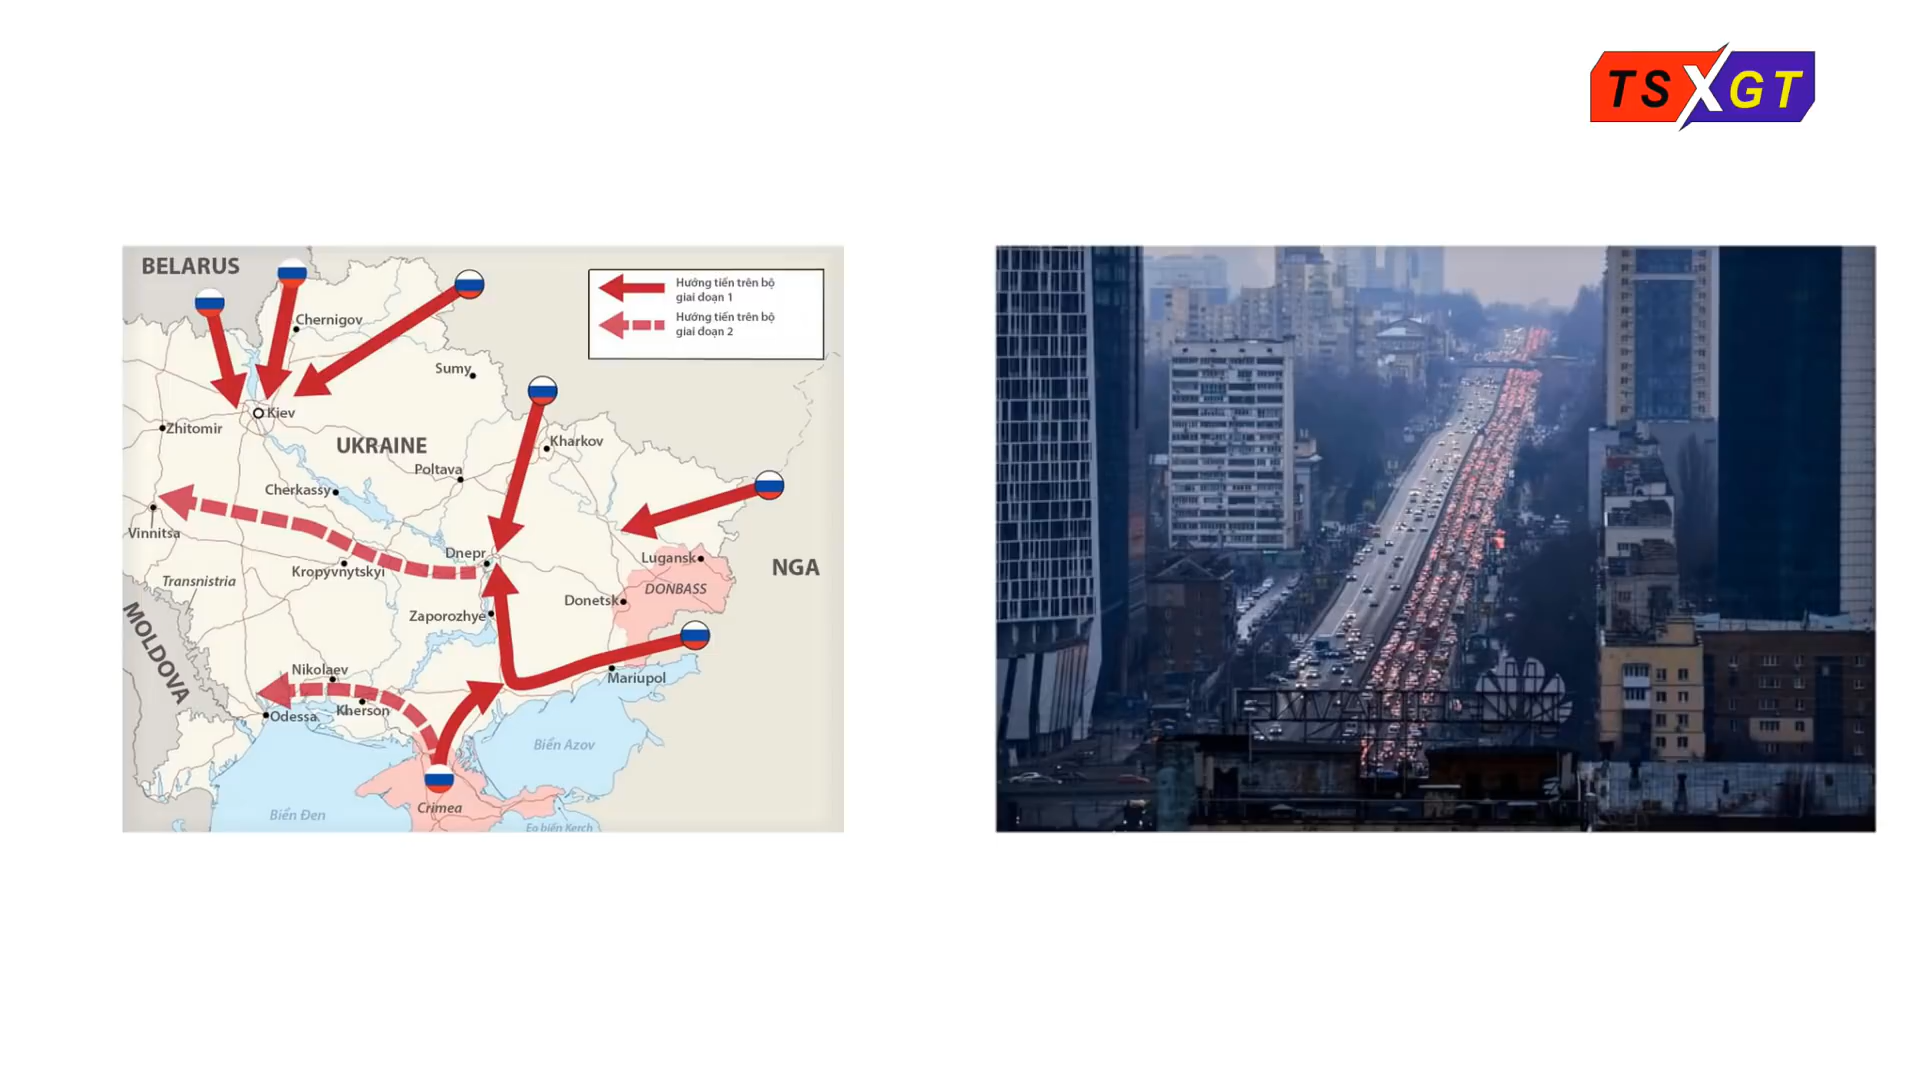 TSXGT
BELARUS
Hướng tiến trên bộ
giai đoạn 1
Hướng tiến trên bộ
giai đoạn 2
Chernigov
Sumy
Kiev
Zhitomir
UKRAINE
Kharkov
Poltava
Cherkassy
Vinnitsa
Dnepr
Lugansk
NGA
Kropyvnytskyi
Transnistria
DONBASS
Donetsk
Zaporozhye
MOLDOVA
Nikolaev
Mariupol
Kherson
Odessa
Biển Azov
Crimea
Biển Đen
Eo biển Kerch